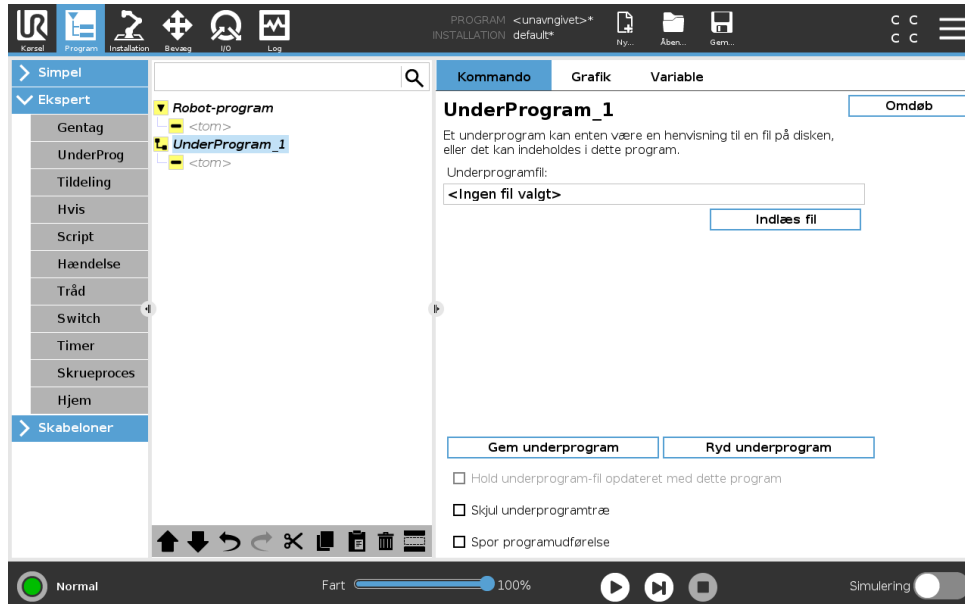 PROGRAM <unavngivet>*
INSTALLATION default*
Kørsel Program Installation Bevæg I/O Log Ny... Åben... Gem...
C C
C C
Simpel
Ekspert
Gentag
UnderProg
Tildeling
Hvis
Script
Hændelse
Tråd
Switch
Timer
Skrueproces
Hjem
Skabeloner
Robot-program
<tom>
UnderProgram_1
<tom>
Kommando Grafik Variable
UnderProgram_1
Omdøb
Et underprogram kan enten være en henvisning til en fil på disken,
eller det kan indeholdes i dette program.
Underprogramfil:
<Ingen fil valgt>
Indlæs fil
Gem underprogram Ryd underprogram
Hold underprogram-fil opdateret med dette program
Skjul underprogramtræ
Spor programudførelse
Normal Fart 100% Simulering